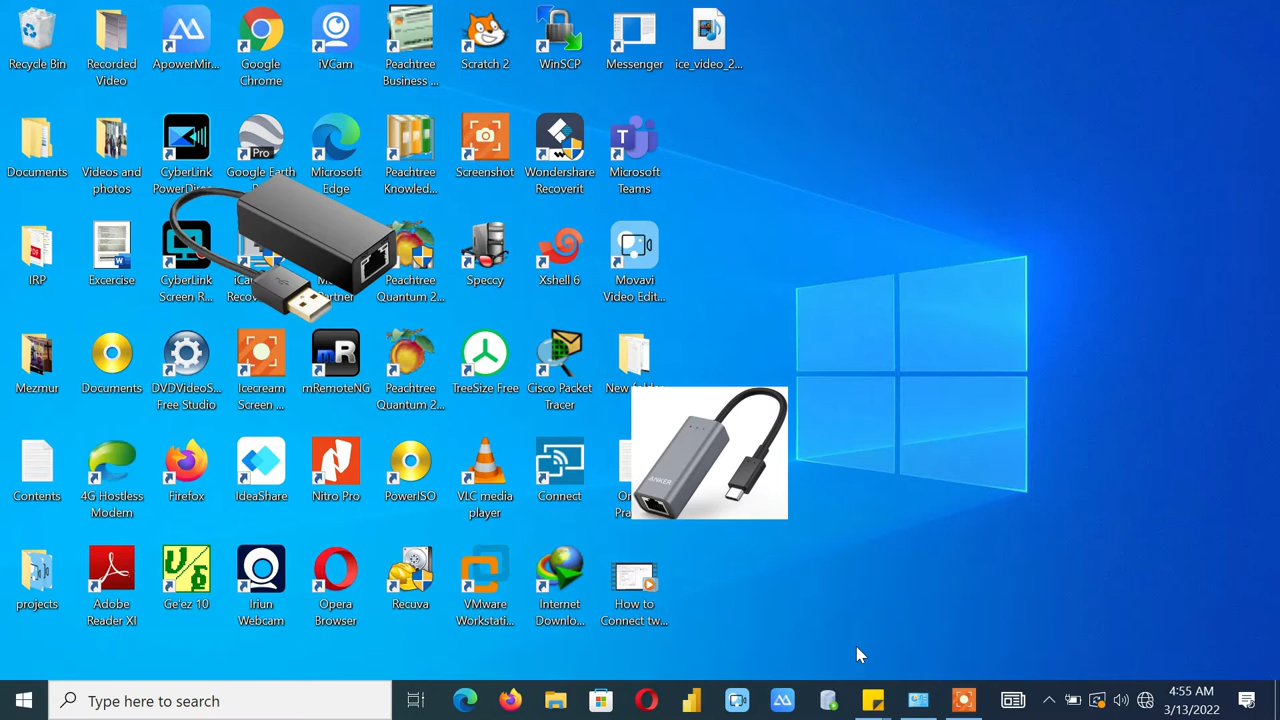 Recycle Bin
Recorded
Video
ApowerMir...
Google
Chrome
iVCam
Peachtree
Business ...
Scratch 2
WinSCP
Messenger
ice_video_2...
Documents
Videos and
photos
CyberLink
PowerDirec...
Pro
Google Earth
Microsoft
Edge
Peachtree
Knowled...
Screenshot
Wondershare
Recoverit
Microsoft
Teams
IRP
Excercise
CyberLink
Screen R...
Peachtree
Quantum 2...
Speccy
Xshell 6
Movavi
Video Edit...
Mezmur
Documents
DVDVideoS...
Free Studio
Icecream
Screen ...
mR
mRemoteNG
Peachtree
Quantum 2...
TreeSize Free
Cisco Packet
Tracer
ANKER
Contents
4G Hostless
Modem
Firefox
IdeaShare
Nitro Pro
PowerISO
VLC media
player
Connect
projects
Adobe
Reader XI
Ge'ez 10
Iriun
Webcam
Opera
Browser
Recuva
VMware
Workstati...
Internet
Downlo...
How to
Connect tw...
Type here to search
4:55 AM
3/13/2022